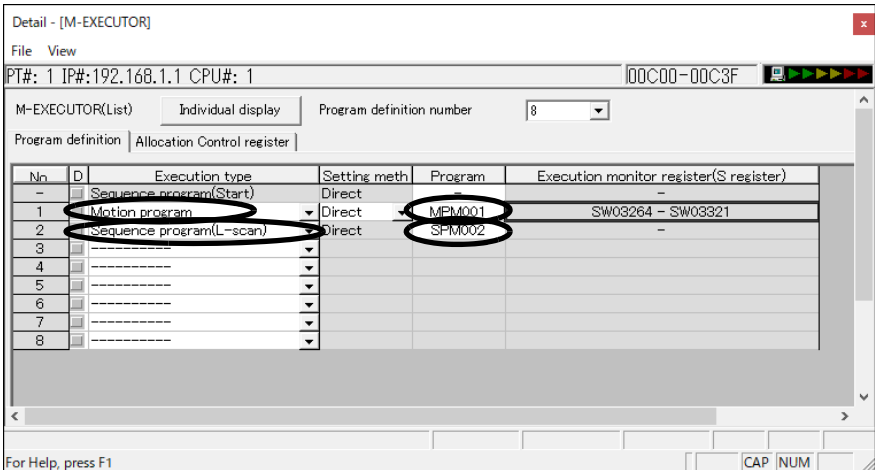 Detail - [M-EXECUTOR] x
File View
PT#: 1 IP#:192.168.1.1 CPU#: 1 00C00-00C3F
M-EXECUTOR(List) Individual display Program definition number 8
Program definition Allocation Control register
No D Execution type Setting meth Program Execution monitor register(S register)
- Sequence program(Start) Direct - -
1 Motion program Direct MPM001 SW03264 - SW03321
2 Sequence program(L-scan) Direct SPM002 -
3 ----------
4 ----------
5 ----------
6 ----------
7 ----------
8 ----------
For Help, press F1 CAP NUM